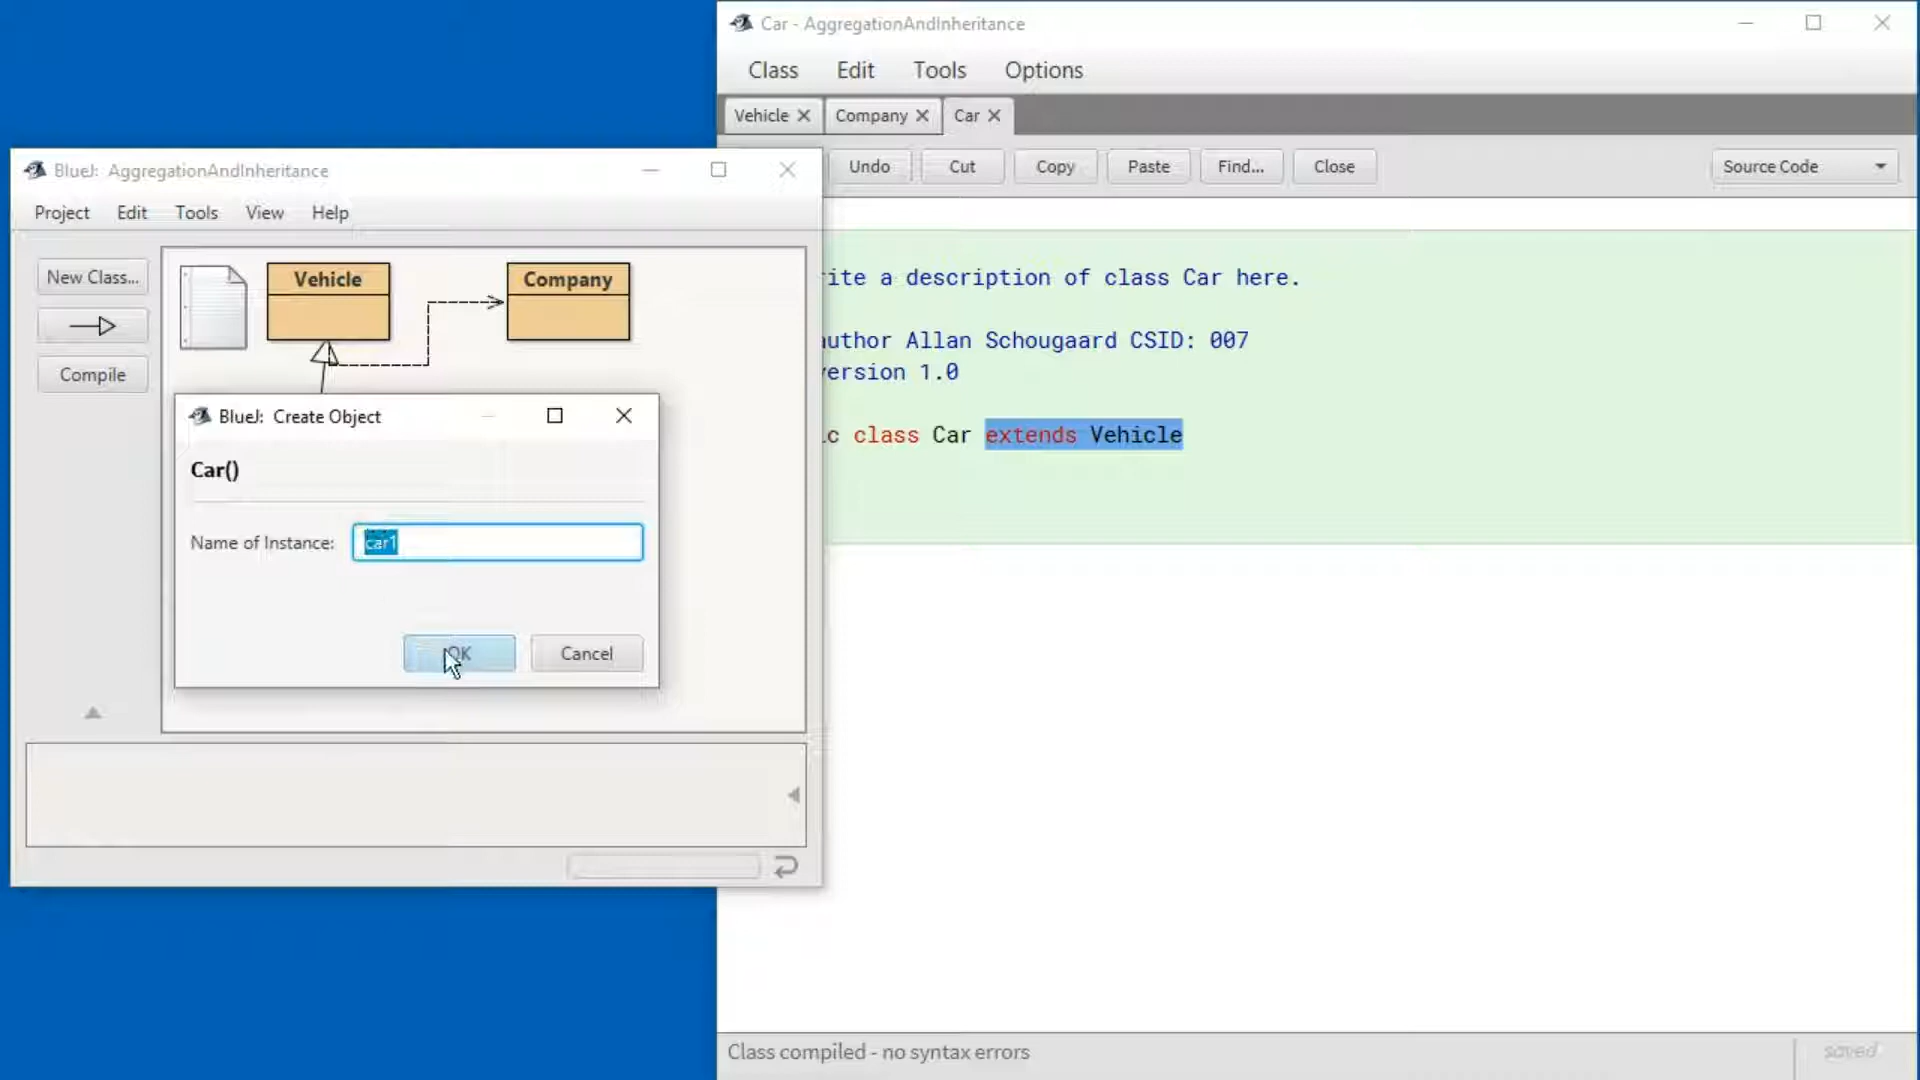 Car - AggregationAndInheritance
Class Edit Tools Options
Vehicle Company Car
Undo Cut Copy Paste Find... Close Source Code
BlueJ: AggregationAndInheritance
Project Edit Tools View Help
New Class...
Compile
Vehicle
Company
BlueJ: Create Object
Car()
Name of Instance: car1
OK Cancel
ite a description of class Car here.
uthor Allan Schougaard CSID: 007
ersion 1.0
c class Car extends Vehicle
Class compiled - no syntax errors
saved